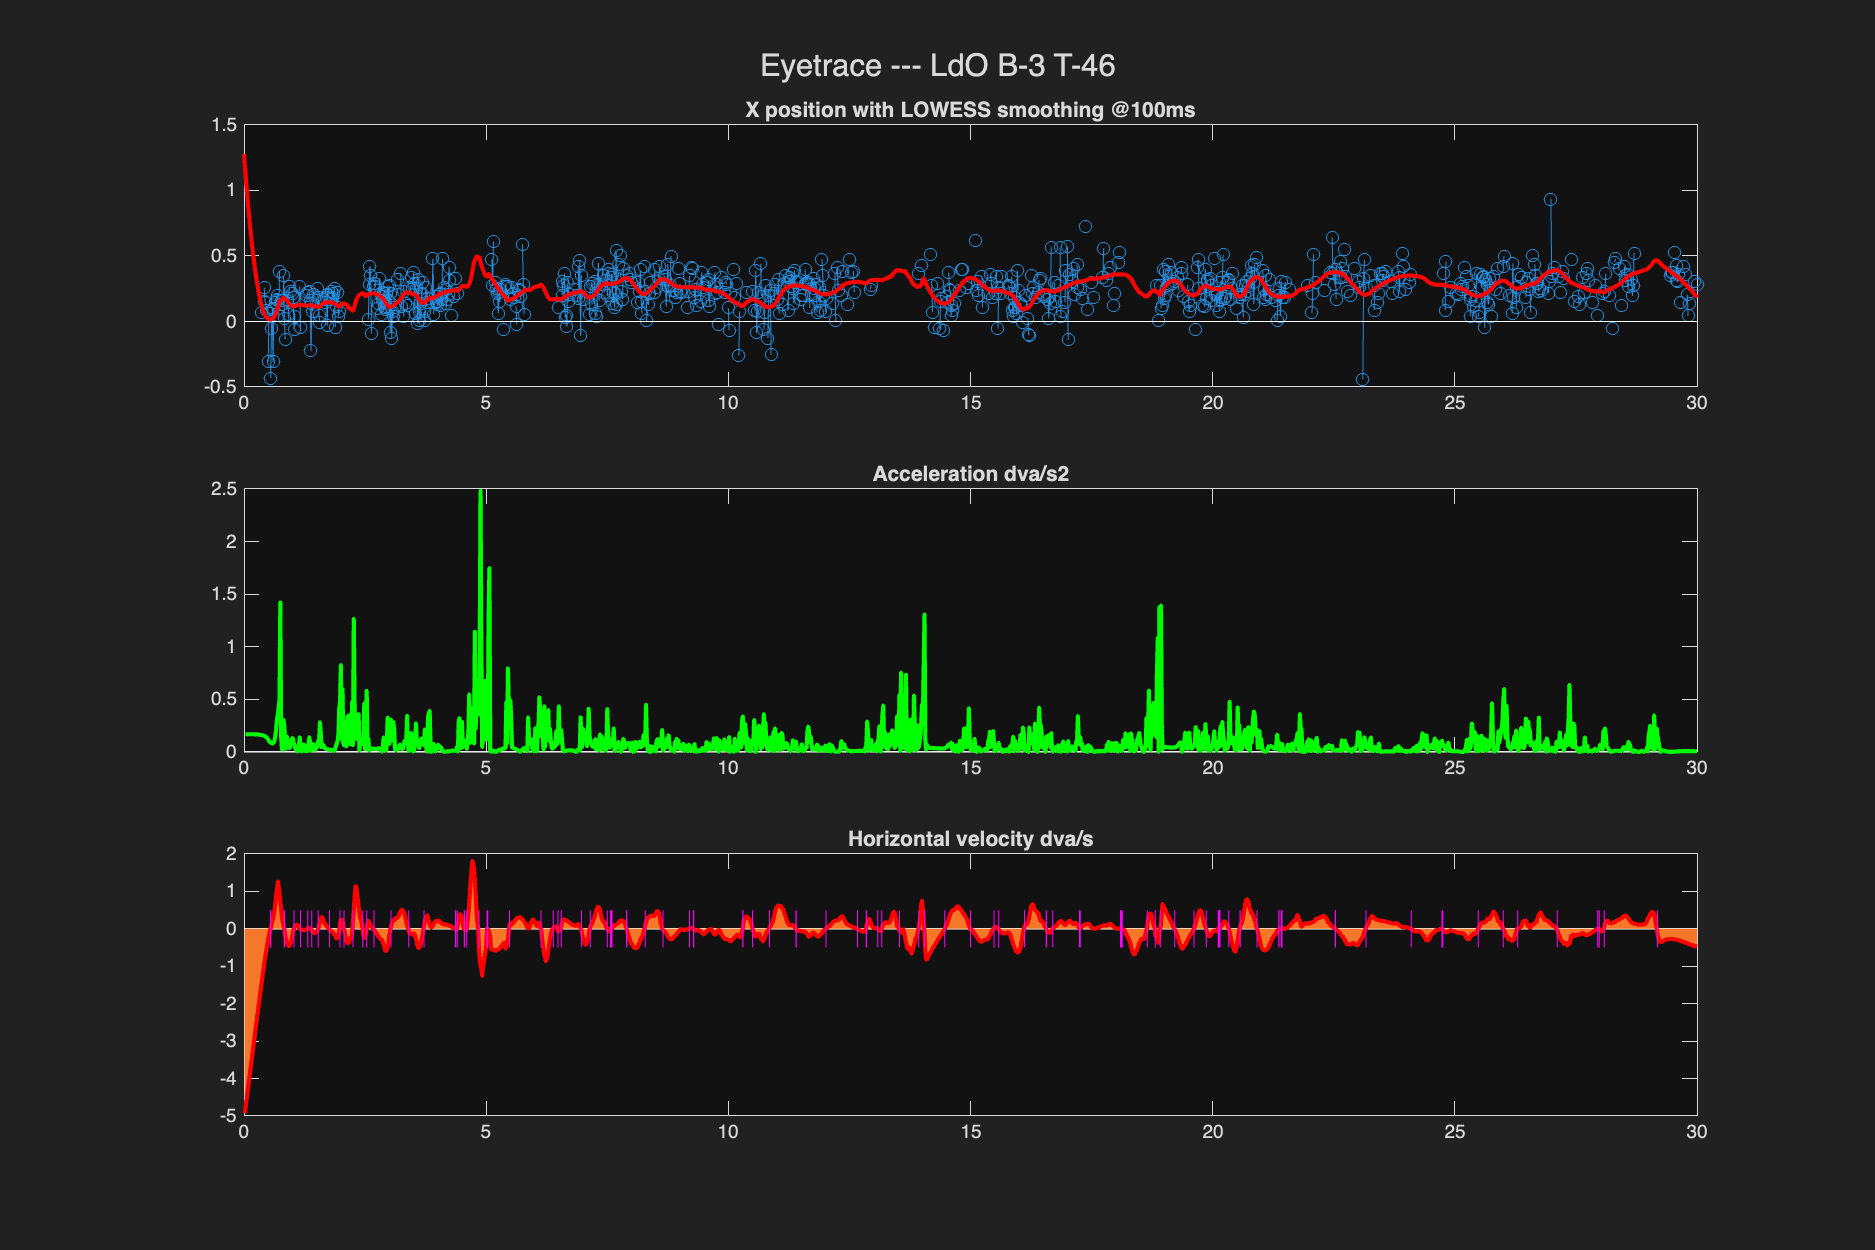 Eyetrace --- LdO B-3 T-46
X position with LOWESS smoothing @100ms
1.5
1
0.5
0
-0.5
0 5 10 15 20 25 30
Acceleration dva/s2
2.5
2
1.5
1
0.5
0
0 5 10 15 20 25 30
Horizontal velocity dva/s
2
1
0
-1
-2
-3
-4
-5
0 5 10 15 20 25 30